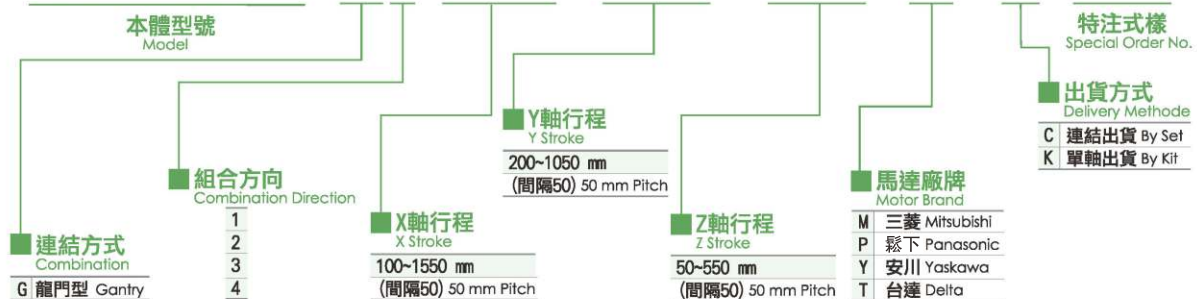 本體型號
Model
特注式樣
Special Order No.
出貨方式
Delivery Methode
C 連結出貨 By Set
K 單軸出貨 By Kit
Y軸行程
Y Stroke
200~1050 mm
(間隔50) 50 mm Pitch
組合方向
Combination Direction
1
2
3
4
馬達廠牌
Motor Brand
M 三菱 Mitsubishi
P 鬆下 Panasonic
Y 安川 Yaskawa
T 台達 Delta
連結方式
Combination
G 龍門型 Gantry
X軸行程
X Stroke
100~1550 mm
(間隔50) 50 mm Pitch
Z軸行程
Z Stroke
50~550 mm
(間隔50) 50 mm Pitch